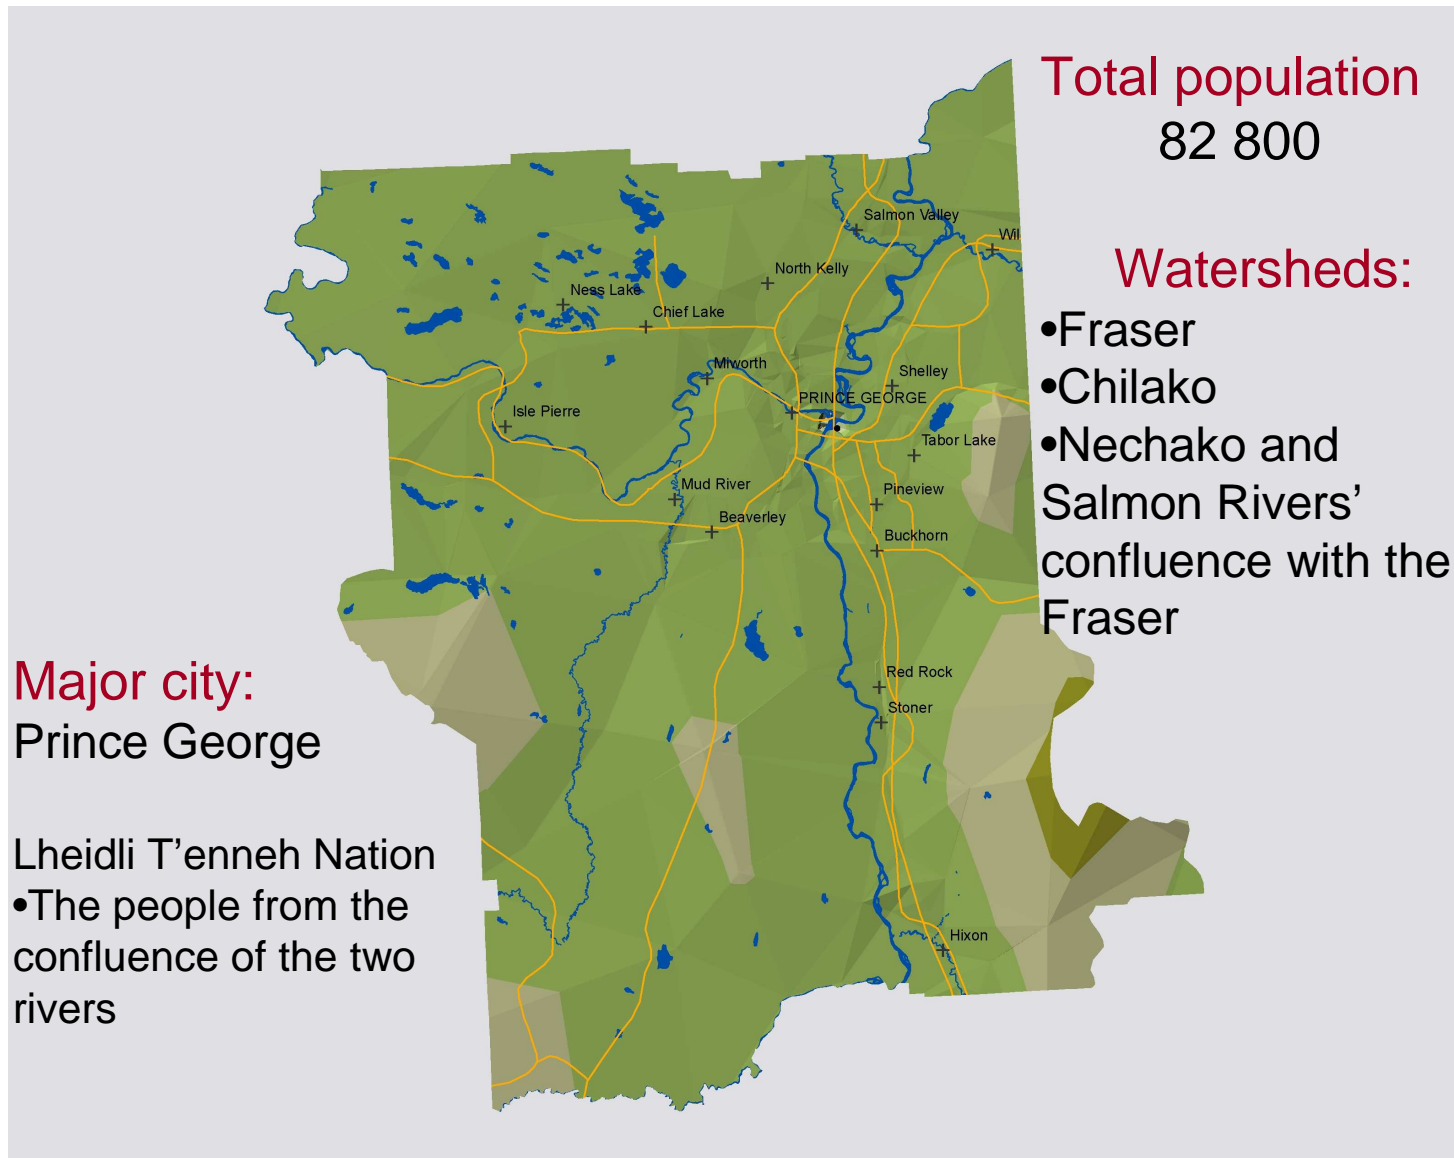 Total population
82 800
Watersheds:
•Fraser
•Chilako
•Nechako and
Salmon Rivers’
confluence with the
Fraser
Major city:
Prince George
Lheidli T’enneh Nation
•The people from the
confluence of the two
rivers
Salmon Valley
Wil
North Kelly
Ness Lake
Chief Lake
Miworth
Shelley
PRINCE GEORGE
Isle Pierre
Tabor Lake
Mud River
Pineview
Beaverley
Buckhorn
Red Rock
Stoner
Hixon